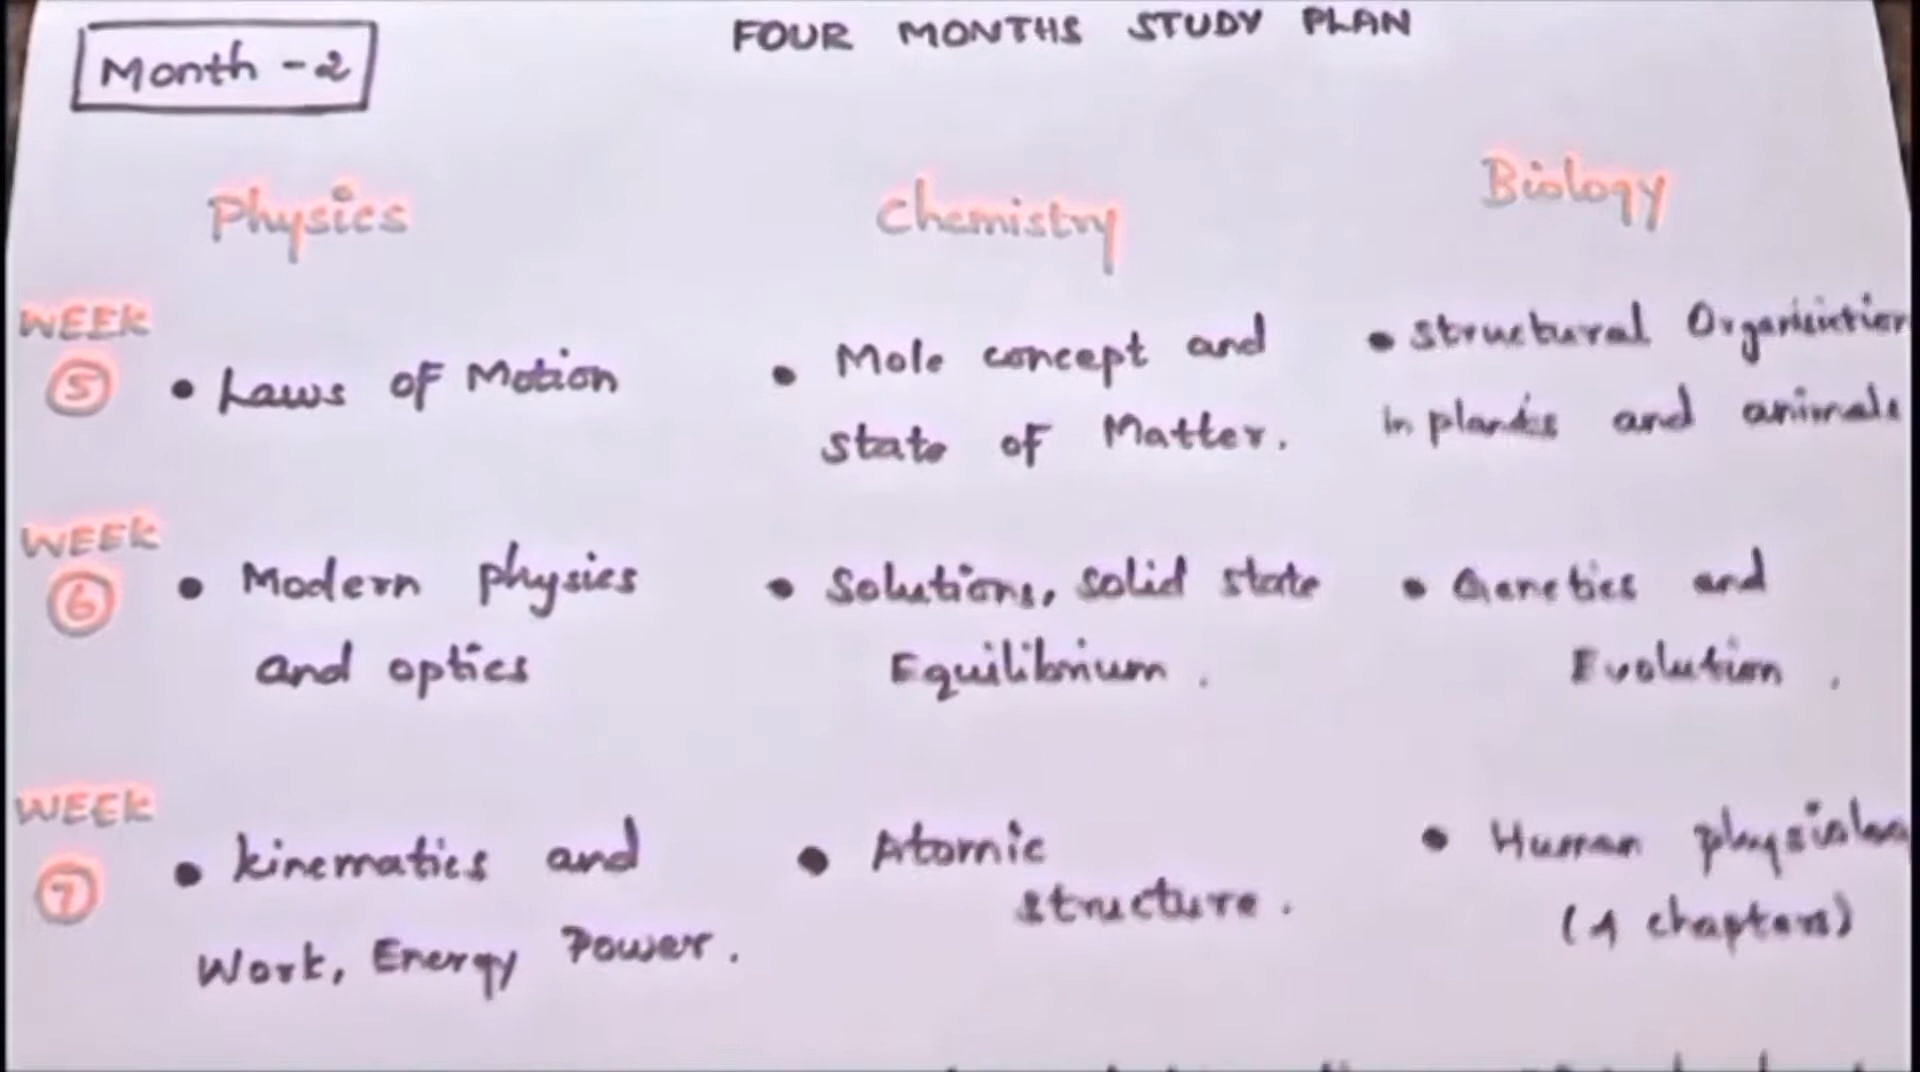 FOUR MONTHS STUDY PLAN
Month - 2
Physics Chemistry Biology
WEEK
5
• Laws of Motion
• Mole concept and
state of Matter.
• structural
in plants and animals
WEEK
6
• Modern physics
and optics
• Solutions, solid state
Equilibrium.
• Genetics and
Evolution.
WEEK
7
• kinematics and
Work, Energy Power.
• Atomic
structure.
• Human
(4 chapters)